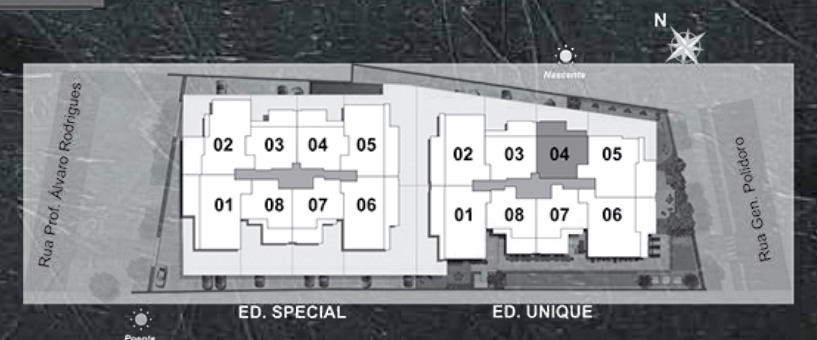 N
Nascente
Rua Prof. Álvaro Rodrigues
02 03 04 05
01 08 07 06
02 03 04 05
01 08 07 06
Rua Gen. Polidoro
ED. SPECIAL
ED. UNIQUE
Poente